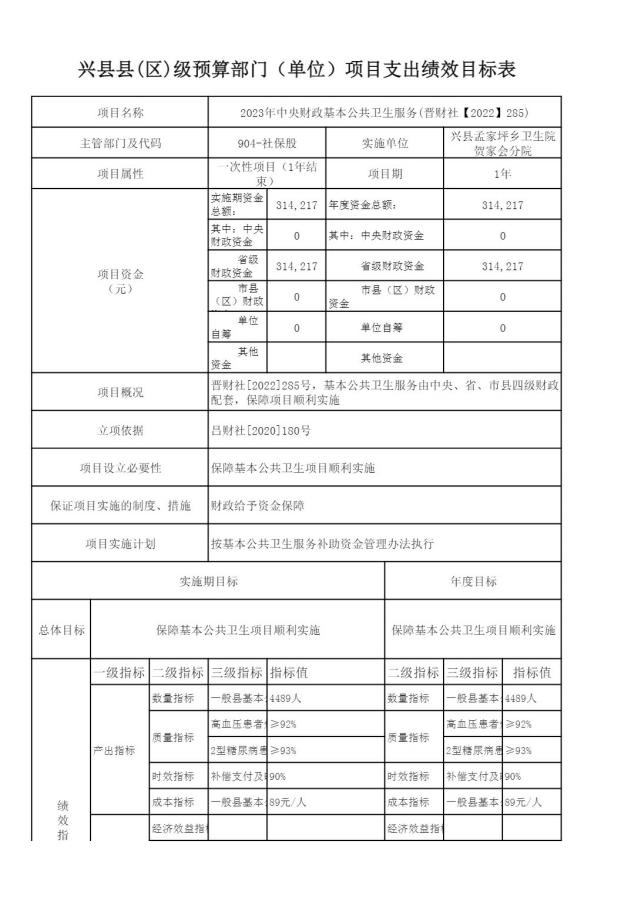 兴县县(区)级预算部门（单位）项目支出绩效目标表
项目名称 2023年中央财政基本公共卫生服务(晋财社【2022】285)
主管部门及代码 904-社保股 实施单位 兴县孟家坪乡卫生院
贺家会分院
项目属性 一次性项目（1年结
束） 项目期 1年
项目资金
（元）
实施期资金
总额： 314,217 年度资金总额： 314,217
其中：中央
财政资金 0 其中：中央财政资金 0
省级
财政资金 314,217 省级财政资金 314,217
市县
（区）财政 0 市县（区）财政
资金 0
单位
自筹 0 单位自筹 0
其他
资金 其他资金
项目概况 晋财社[2022]285号，基本公共卫生服务由中央、省、市县四级财政
配套，保障项目顺利实施
立项依据 吕财社[2020]180号
项目设立必要性 保障基本公共卫生项目顺利实施
保证项目实施的制度、措施 财政给予资金保障
项目实施计划 按基本公共卫生服务补助资金管理办法执行
实施期目标 年度目标
总体目标 保障基本公共卫生项目顺利实施 保障基本公共卫生项目顺利实施
一级指标 二级指标 三级指标 指标值 二级指标 三级指标 指标值
绩
效
指
产出指标
数量指标 一般县基本 4489人 数量指标 一般县基本 4489人
质量指标 高血压患者 ≥92% 质量指标 高血压患者 ≥92%
2型糖尿病患 ≥93% 2型糖尿病患 ≥93%
时效指标 补偿支付及 90% 时效指标 补偿支付及 90%
成本指标 一般县基本 89元/人 成本指标 一般县基本 89元/人
经济效益指 经济效益指